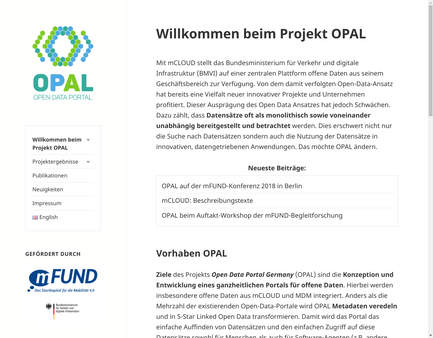 OPAL
OPEN DATA PORTAL
Willkommen beim
Projekt OPAL
Projektergebnisse
Publikationen
Neuigkeiten
Impressum
English
GEFÖRDERT DURCH
mFUND
Willkommen beim Projekt OPAL
Mit mCLOUD stellt das Bundesministerium für Verkehr und digitale
Infrastruktur (BMVI) auf einer zentralen Plattform offene Daten aus seinem
Geschäftsbereich zur Verfügung. Von dem damit verfolgten Open-Data-Ansatz
hat bereits eine Vielfalt neuer innovativer Projekte und Unternehmen
profitiert. Dieser Ausprägung des Open Data Ansatzes hat jedoch Schwächen.
Dazu zählt, dass Datensätze oft als monolithisch sowie voneinander
unabhängig bereitgestellt und betrachtet werden. Dies erschwert nicht nur
die Suche nach Datensätzen sondern auch die Nutzung der Datensätze in
innovativen, datengetriebenen Anwendungen. Das möchte OPAL ändern.
Neueste Beiträge:
OPAL auf der mFUND-Konferenz 2018 in Berlin
mCLOUD: Beschreibungstexte
OPAL beim Auftakt-Workshop der mFUND-Begleitforschung
Vorhaben OPAL
Ziele des Projekts Open Data Portal Germany (OPAL) sind die Konzeption und
Entwicklung eines ganzheitlichen Portals für offene Daten. Hierbei werden
insbesondere offene Daten aus mCLOUD und MDM integriert. Anders als die
Mehrzahl der existierenden Open-Data-Portale wird OPAL Metadaten veredeln
und in 5-Star Linked Open Data transformieren. Damit wird das Portal das
einfache Auffinden von Datensätzen und den einfachen Zugriff auf diese
Datensätze sowohl für Menschen als auch für Software-Agenten (z.B. andere